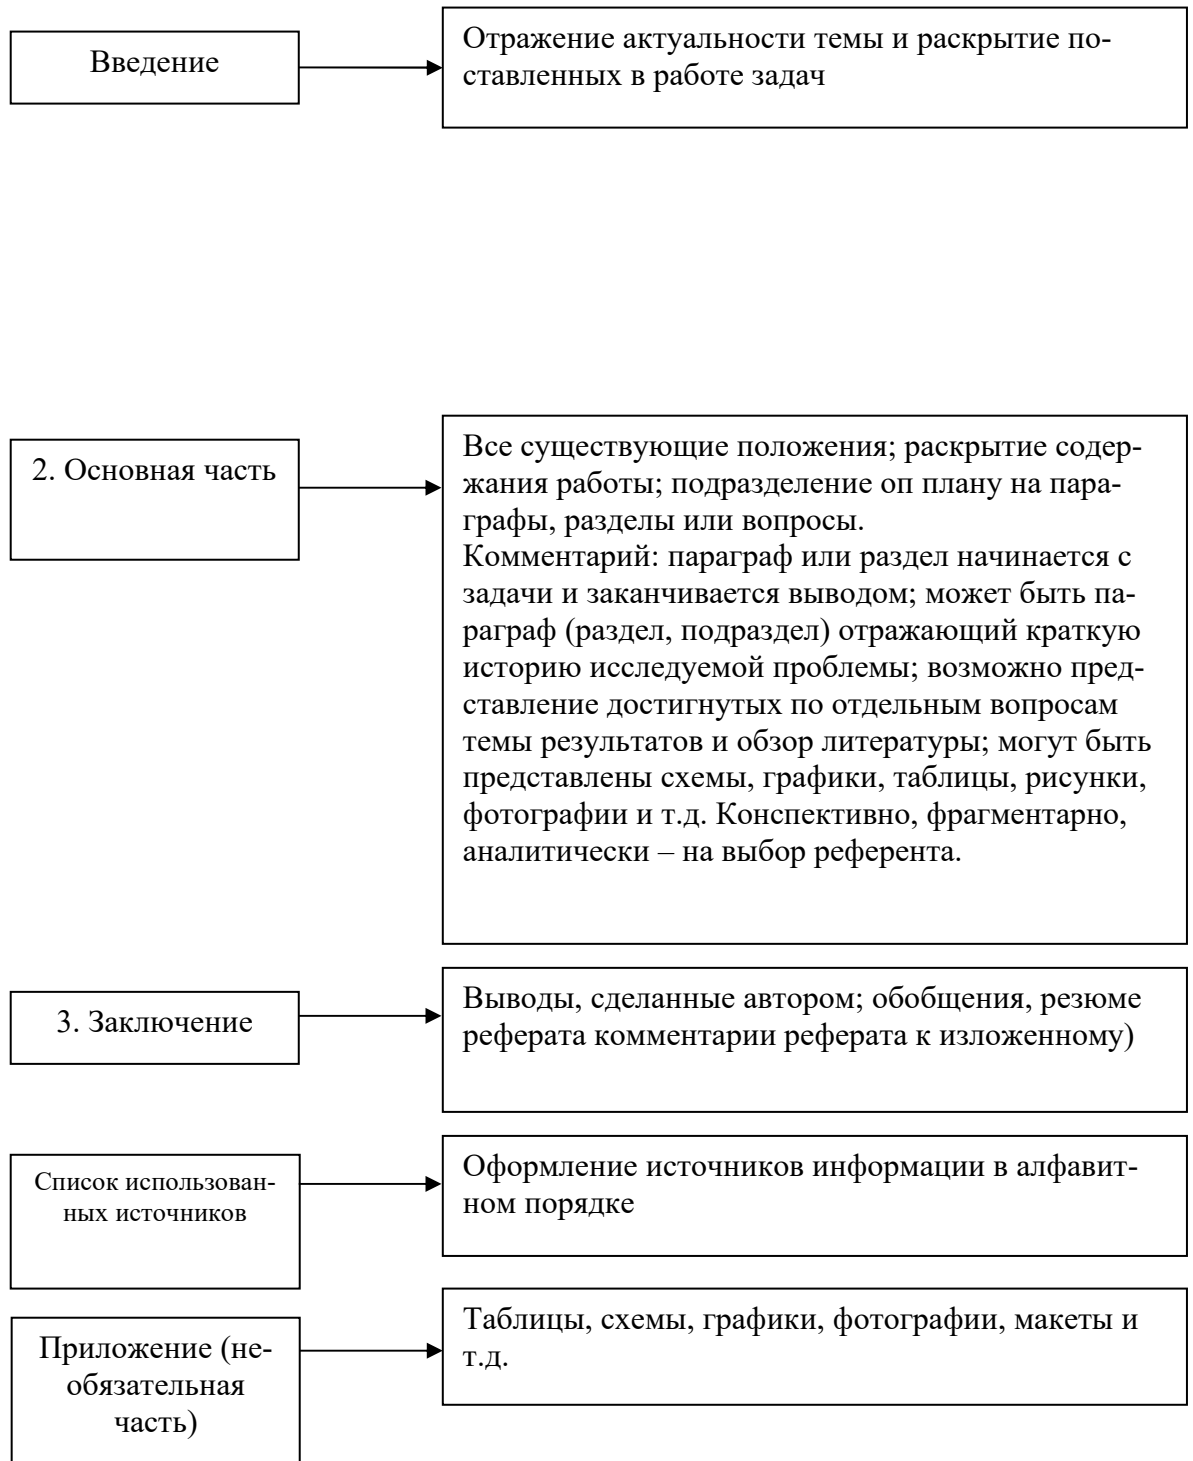 Введение
Отражение актуальности темы и раскрытие по-
ставленных в работе задач
2. Основная часть
Все существующие положения; раскрытие содер-
жания работы; подразделение оп плану на пара-
графы, разделы или вопросы.
Комментарий: параграф или раздел начинается с
задачи и заканчивается выводом; может быть па-
раграф (раздел, подраздел) отражающий краткую
историю исследуемой проблемы; возможно пред-
ставление достигнутых по отдельным вопросам
темы результатов и обзор литературы; могут быть
представлены схемы, графики, таблицы, рисунки,
фотографии и т.д. Конспективно, фрагментарно,
аналитически – на выбор референта.
3. Заключение
Выводы, сделанные автором; обобщения, резюме
реферата комментарии реферата к изложенному)
Список использован-
ных источников
Оформление источников информации в алфавит-
ном порядке
Приложение (не-
обязательная
часть)
Таблицы, схемы, графики, фотографии, макеты и
т.д.